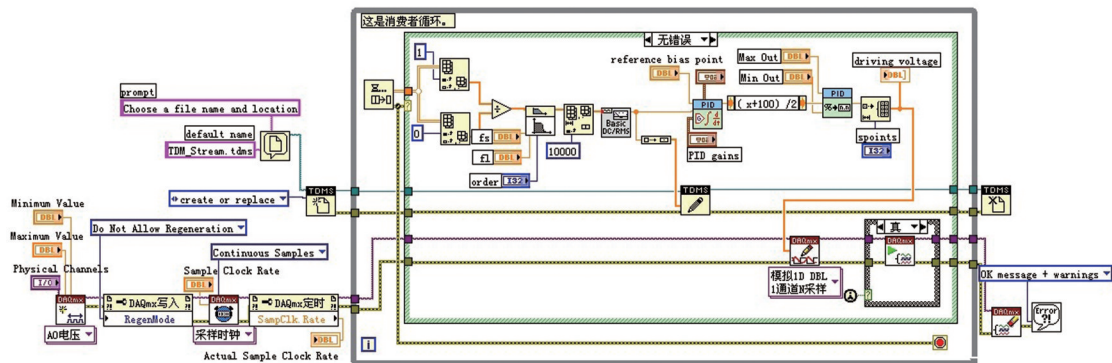 这是消费者循环。
无错误
1
0
reference bias point
DBL
Max Out
DBL
Min Out
DBL
driving voltage
DBL
PID
( x+100) /2
PID
fs
DBL
fl
DBL
10000
Basic
DC/RMS
PID gains
spoints
I32
order
I32
prompt
Choose a file name and location
default name
TDM_Stream.tdms
create or replace
TDMS
TDMS
TDMS
Minimum Value
DBL
Maximum Value
DBL
Physical Channels
I/O
Do Not Allow Regeneration
Continuous Samples
Sample Clock Rate
DBL
DAQmx
AO电压
DAQmx写入
RegenMode
DAQmx
采样时钟
DAQmx定时
SampClk.Rate
DBL
Actual Sample Clock Rate
DAQmx
模拟1D DBL
1通道N采样
真
DAQmx
i
OK message + warnings
DAQmx
Error
?!